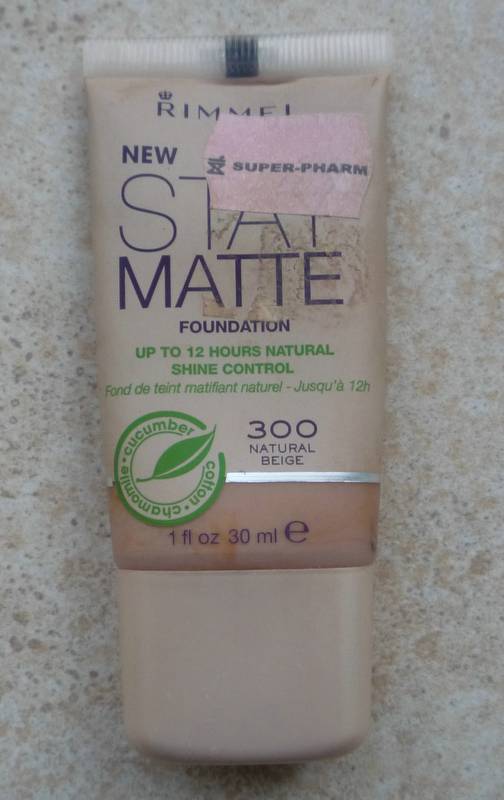 RIMMEL
SUPER-PHARM
NEW
STAY
MATTE
FOUNDATION
UP TO 12 HOURS NATURAL
SHINE CONTROL
Fond de teint matifiant naturel - Jusqu'à 12h
cucumber
cotton • chamomile •
300
NATURAL
BEIGE
1 fl oz 30 ml e